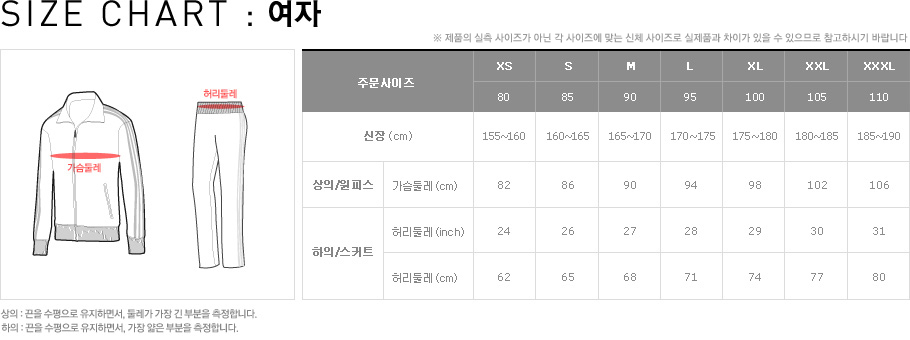 SIZE CHART : 여자
※ 제품의 실측 사이즈가 아닌 각 사이즈에 맞는 신체 사이즈로 실제품과 차이가 있을 수 있으므로 참고하시기 바랍니다
허리둘레
가슴둘레
주문사이즈 XS S M L XL XXL XXXL
80 85 90 95 100 105 110
신장 (cm) 155~160 160~165 165~170 170~175 175~180 180~185 185~190
상의/원피스 가슴둘레 (cm) 82 86 90 94 98 102 106
하의/스커트 허리둘레 (inch) 24 26 27 28 29 30 31
허리둘레 (cm) 62 65 68 71 74 77 80
상의 : 끈을 수평으로 유지하면서, 둘레가 가장 긴 부분을 측정합니다.
하의 : 끈을 수평으로 유지하면서, 가장 얇은 부분을 측정합니다.